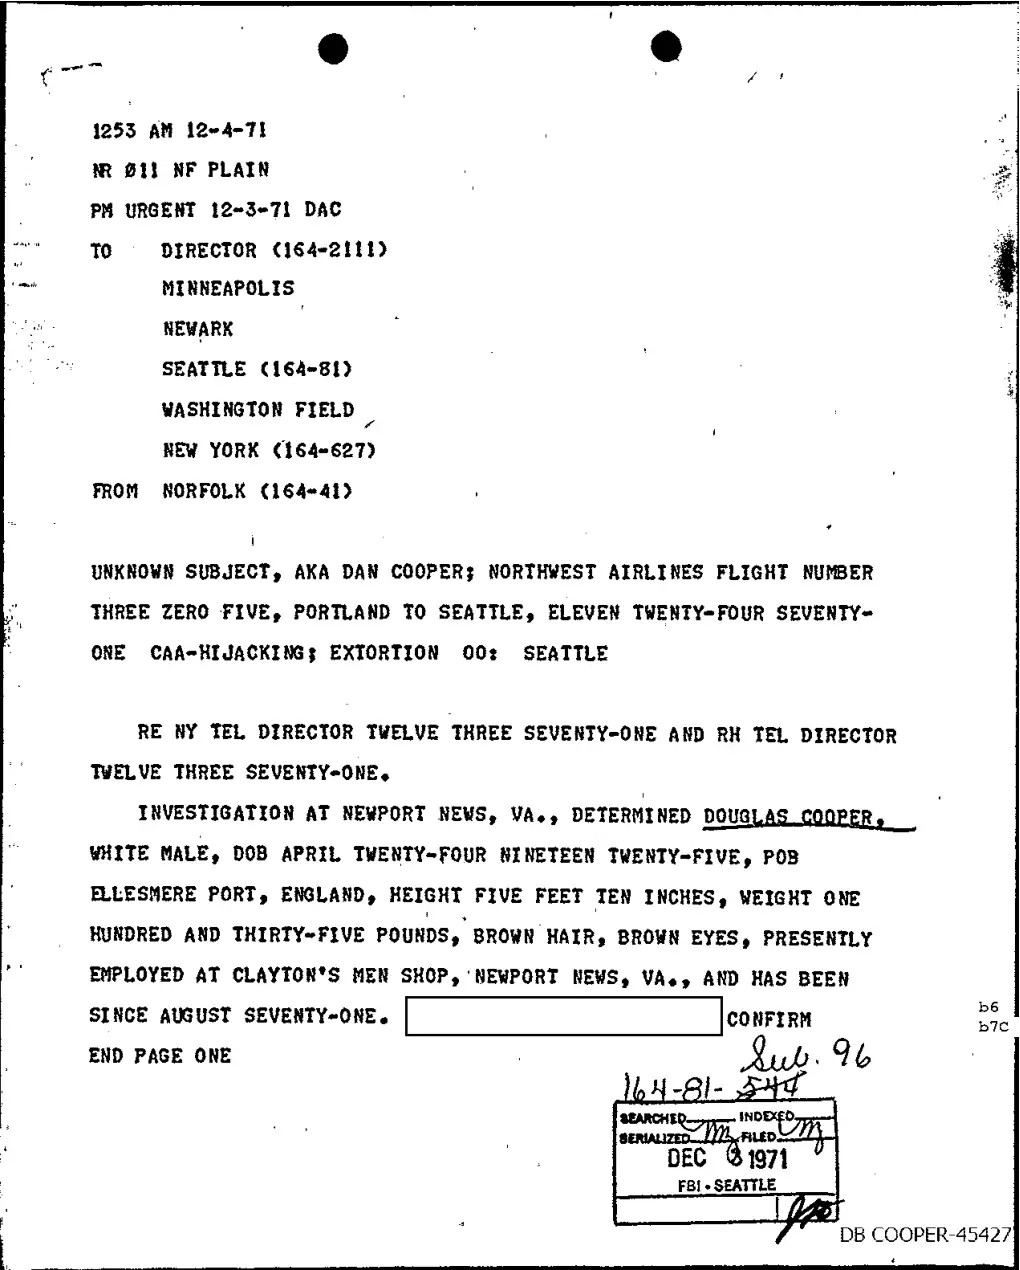 1253 AM 12-4-71
NR 011 NF PLAIN
PM URGENT 12-3-71 DAC
TO DIRECTOR (164-2111)
MINNEAPOLIS
NEWARK
SEATTLE (164-81)
WASHINGTON FIELD
NEW YORK (164-627)
FROM NORFOLK (164-41)
UNKNOWN SUBJECT, AKA DAN COOPER; NORTHWEST AIRLINES FLIGHT NUMBER
THREE ZERO FIVE, PORTLAND TO SEATTLE, ELEVEN TWENTY-FOUR SEVENTY-
ONE CAA-HIJACKING; EXTORTION OO: SEATTLE
RE NY TEL DIRECTOR TWELVE THREE SEVENTY-ONE AND RH TEL DIRECTOR
TWELVE THREE SEVENTY-ONE.
INVESTIGATION AT NEWPORT NEWS, VA., DETERMINED DOUGLAS COOPER,
WHITE MALE, DOB APRIL TWENTY-FOUR NINETEEN TWENTY-FIVE, POB
ELLESMERE PORT, ENGLAND, HEIGHT FIVE FEET TEN INCHES, WEIGHT ONE
HUNDRED AND THIRTY-FIVE POUNDS, BROWN HAIR, BROWN EYES, PRESENTLY
EMPLOYED AT CLAYTON'S MEN SHOP, NEWPORT NEWS, VA., AND HAS BEEN
SINCE AUGUST SEVENTY-ONE. CONFIRM
b6
b7C
END PAGE ONE
Sub. 96
164-81-544
SEARCHED INDEXED
SERIALIZED FILED
DEC 3 1971
FBI - SEATTLE
DB COOPER-45427